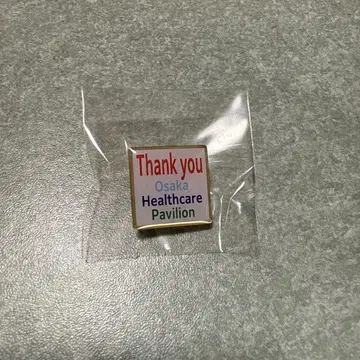 Thank you
Osaka
Healthcare
Pavilion